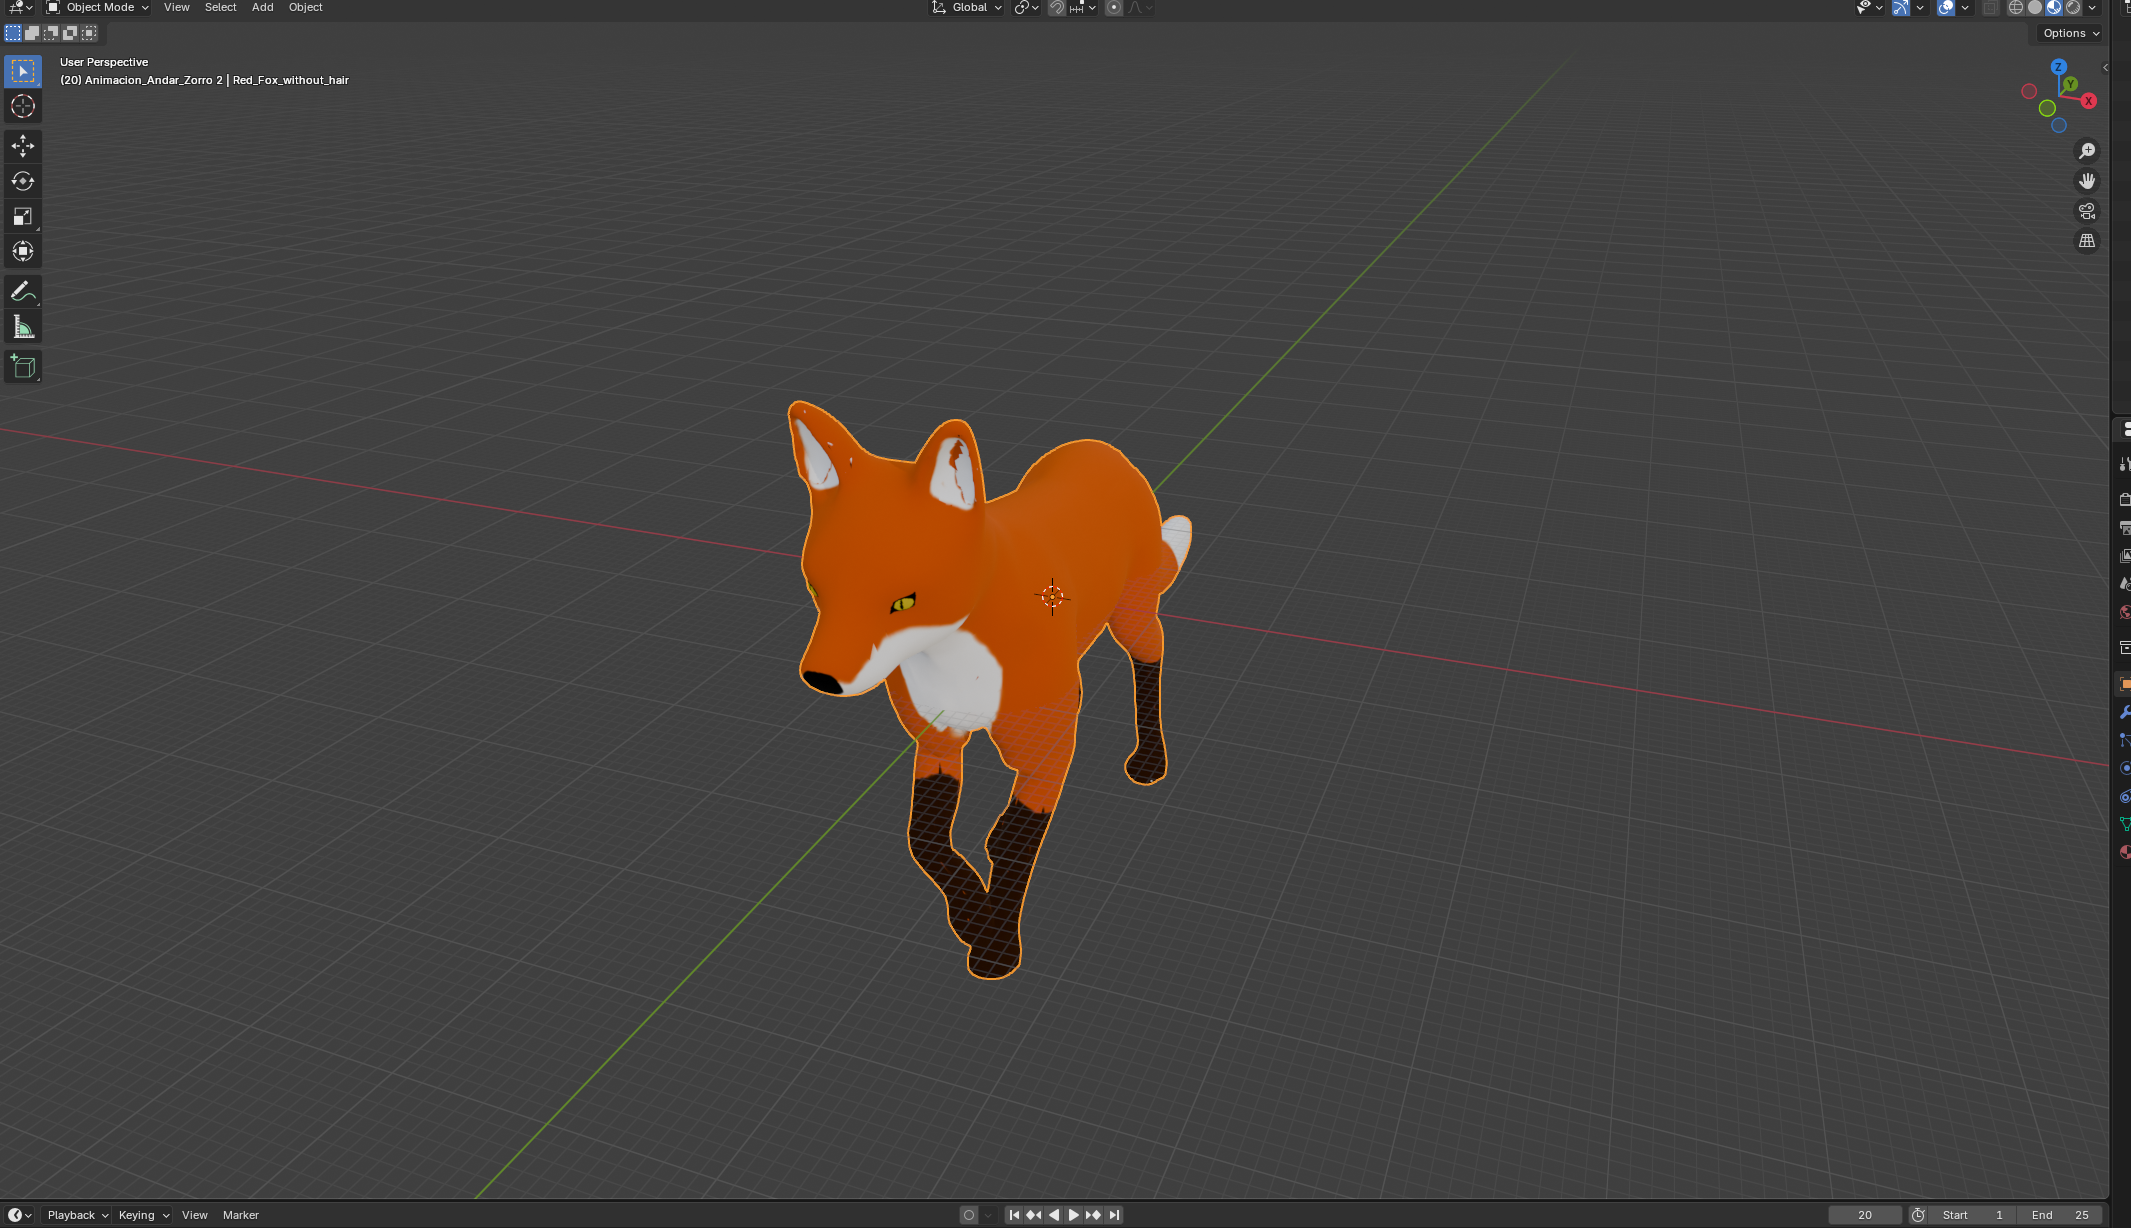 Object Mode View Select Add Object Global
Options
User Perspective
(20) Animacion_Andar_Zorro 2 | Red_Fox_without_hair
Z
Y
X
Playback Keying View Marker 20 Start 1 End 25